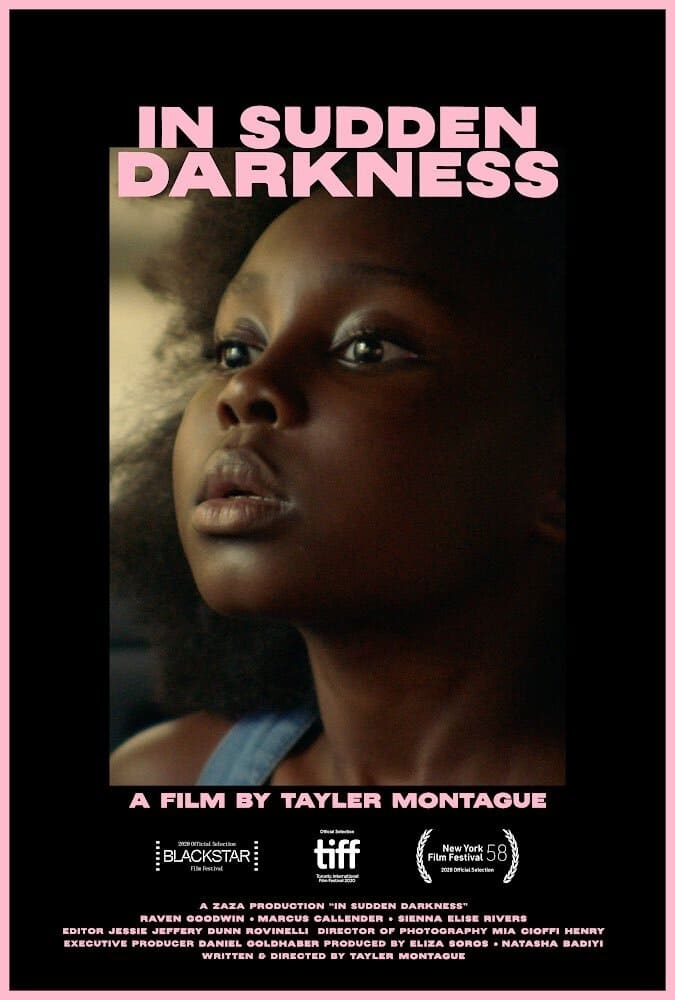 IN SUDDEN
DARKNESS
A FILM BY TAYLER MONTAGUE
2020 Official Selection
BLACKSTAR
Film Festival
Official Selection
tiff
Toronto International
Film Festival 2020
New York
Film Festival 58
2020 Official Selection
A ZAZA PRODUCTION "IN SUDDEN DARKNESS"
RAVEN GOODWIN • MARCUS CALLENDER • SIENNA ELISE RIVERS
EDITOR JESSIE JEFFERY DUNN ROVINELLI DIRECTOR OF PHOTOGRAPHY MIA CIOFFI HENRY
EXECUTIVE PRODUCER DANIEL GOLDHABER PRODUCED BY ELIZA SOROS • NATASHA BADIYI
WRITTEN & DIRECTED BY TAYLER MONTAGUE